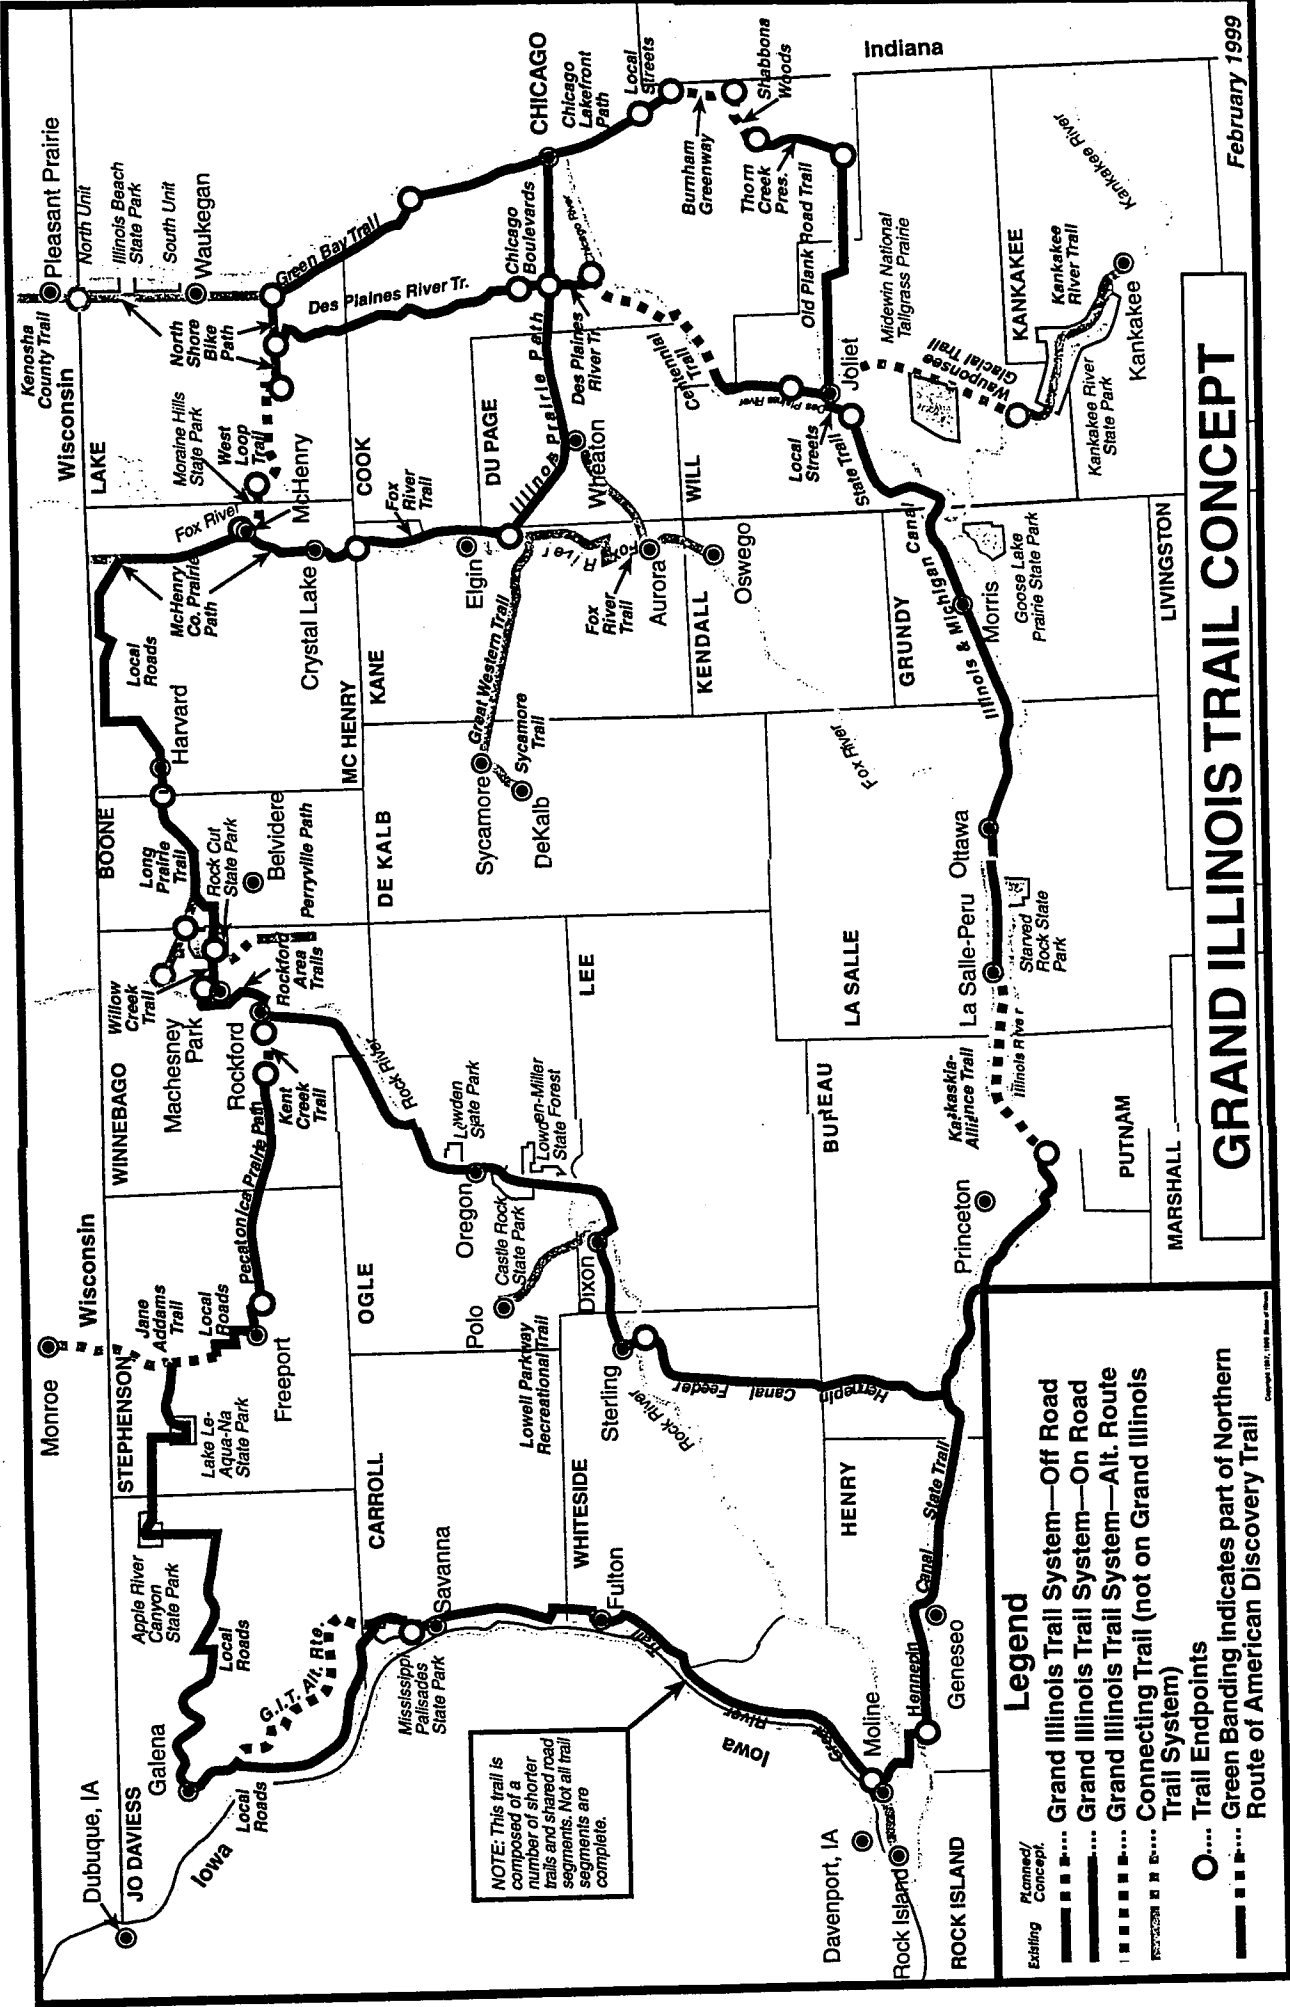 Monroe
Wisconsin
Dubuque, IA
JO DAVIESS
Galena
Iowa
Local
Roads
G.I.T. Alt. Rte.
Local
Roads
Apple River
Canyon
State Park
STEPHENSON
Lake Le-
Aqua-Na
State Park
Jane
Addams
Trail
Local
Roads
Freeport
Pecatonica Prairie Path
WINNEBAGO
Machesney
Park
Willow
Creek
Trail
Rockford
Kent
Creek
Trail
Rockford
Area
Trails
Perryville Path
BOONE
Long
Prairie
Trail
Rock Cut
State Park
Belvidere
Harvard
Local
Roads
MC HENRY
McHenry
Co. Prairie
Path
Crystal Lake
Fox River
McHenry
Wisconsin
LAKE
Kenosha
County Trail
Pleasant Prairie
North Unit
Illinois Beach
State Park
South Unit
Waukegan
North
Shore
Bike
Path
Moraine Hills
State Park
West
Loop
Trail
Green Bay Trail
Des Plaines River Tr.
COOK
Fox
River
Trail
KANE
Elgin
DU PAGE
Illinois Prairie Path
Wheaton
Chicago
Boulevards
CHICAGO
Chicago
Lakefront
Path
Local
Streets
Des Plaines
River Tr.
Chicago River
Burnham
Greenway
Shabbona
Woods
Thorn
Creek
Pres.
Indiana
Old Plank Road Trail
Centennial
Trail
Des Plaines River
WILL
Joliet
Local
Streets
State Trail
Midewin National
Tallgrass Prairie
Wauponsee
Glacial Trail
KANKAKEE
Kankakee
River Trail
Kankakee River
Kankakee River
Kankakee
Kankakee River
State Park
February 1999
Great Western Trail
Sycamore
Sycamore
Trail
DeKalb
DE KALB
Fox
River
Trail
River
Fox
Aurora
Oswego
KENDALL
GRUNDY
Illinois & Michigan Canal
Morris
Goose Lake
Prairie State Park
LIVINGSTON
Fox River
Ottawa
La Salle-Peru
Starved
Rock State
Park
LA SALLE
Illinois River
Kaskaskia-
Alliance Trail
BUREAU
PUTNAM
MARSHALL
Princeton
LEE
Rock River
Lowden
State Park
Lowden-Miller
State Forest
Oregon
Castle Rock
State Park
OGLE
Polo
Dixon
Lowell Parkway
Recreational Trail
Sterling
Rock River
Hennepin Canal Feeder
CARROLL
WHITESIDE
Savanna
Mississippi
Palisades
State Park
Fulton
Great River Trail
Iowa
NOTE: This trail is
composed of a
number of shorter
trails and shared road
segments. Not all trail
segments are
complete.
HENRY
Hennepin Canal State Trail
Geneseo
Moline
Davenport, IA
Rock Island
ROCK ISLAND
Legend
Existing
Planned/
Concept.
Grand Illinois Trail System—Off Road
Grand Illinois Trail System—On Road
Grand Illinois Trail System—Alt. Route
Connecting Trail (not on Grand Illinois
Trail System)
Trail Endpoints
Green Banding indicates part of Northern
Route of American Discovery Trail
GRAND ILLINOIS TRAIL CONCEPT